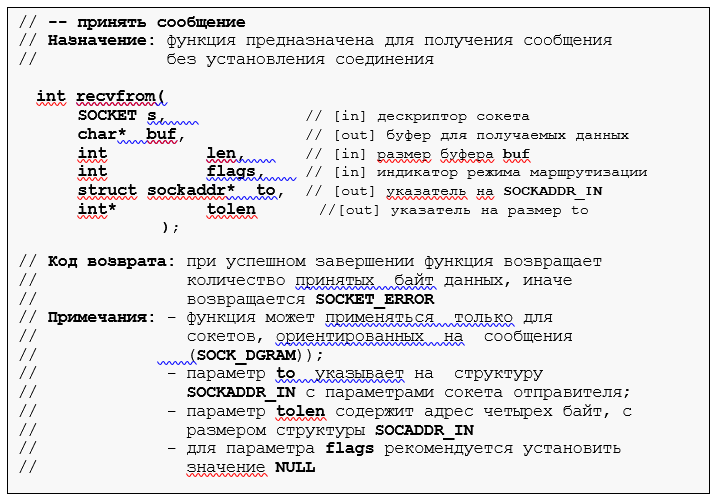 // -- принять сообщение
// Назначение: функция предназначена для получения сообщения
// без установления соединения
int recvfrom(
SOCKET s, // [in] дескриптор сокета
char* buf, // [out] буфер для получаемых данных
int len, // [in] размер буфера buf
int flags, // [in] индикатор режима маршрутизации
struct sockaddr* to, // [out] указатель на SOCKADDR_IN
int* tolen //[out] указатель на размер to
);
// Код возврата: при успешном завершении функция возвращает
// количество принятых байт данных, иначе
// возвращается SOCKET_ERROR
// Примечания: - функция может применяться только для
// сокетов, ориентированных на сообщения
// (SOCK_DGRAM));
// - параметр to указывает на структуру
// SOCKADDR_IN с параметрами сокета отправителя;
// - параметр tolen содержит адрес четырех байт, с
// размером структуры SOCADDR_IN
// - для параметра flags рекомендуется установить
// значение NULL